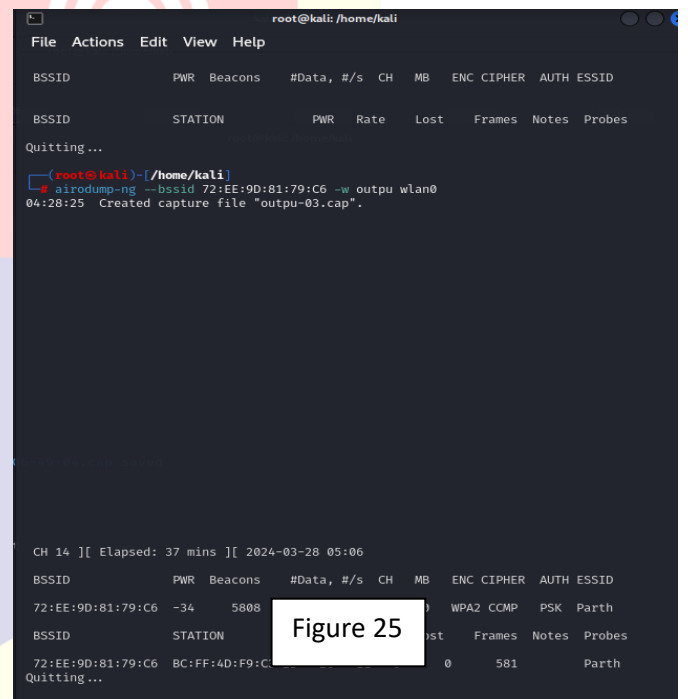 root@kali: /home/kali
File Actions Edit View Help
BSSID PWR Beacons #Data, #/s CH MB ENC CIPHER AUTH ESSID
BSSID STATION PWR Rate Lost Frames Notes Probes
Quitting...
(root㉿kali)-[/home/kali]
# airodump-ng --bssid 72:EE:9D:81:79:C6 -w outpu wlan0
04:28:25 Created capture file "outpu-03.cap".
CH 14 ][ Elapsed: 37 mins ][ 2024-03-28 05:06
BSSID PWR Beacons #Data, #/s CH MB ENC CIPHER AUTH ESSID
72:EE:9D:81:79:C6 -34 5808 WPA2 CCMP PSK Parth
Figure 25
BSSID STATION Frames Notes Probes
72:EE:9D:81:79:C6 BC:FF:4D:F9: 0 581 Parth
Quitting...